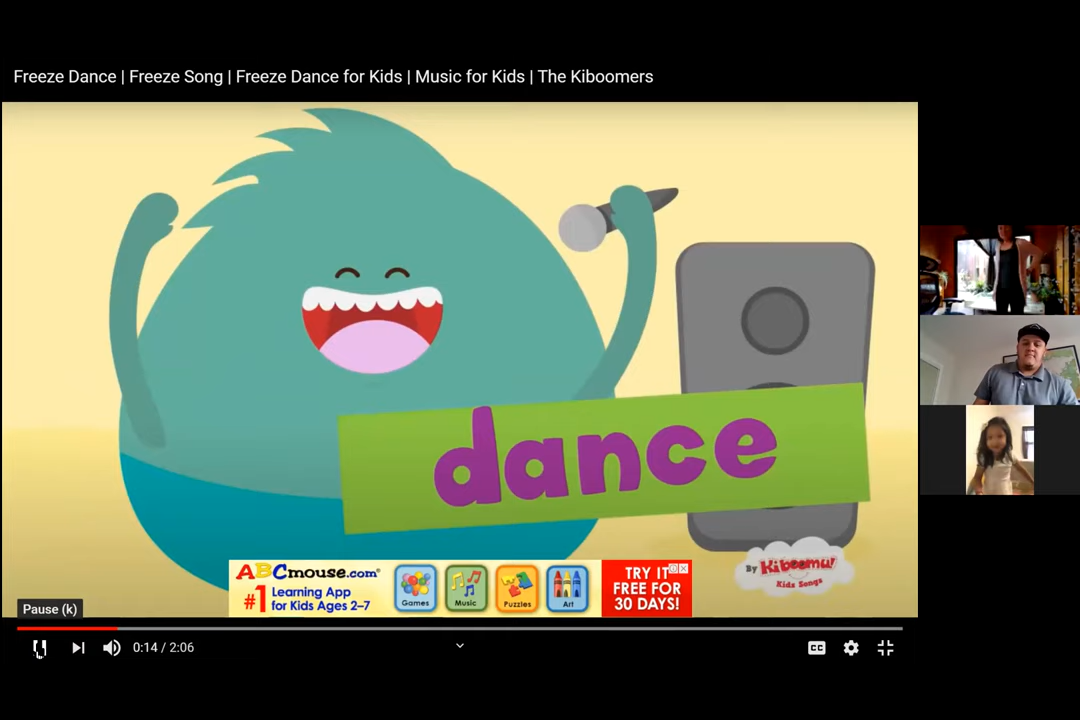 Freeze Dance | Freeze Song | Freeze Dance for Kids | Music for Kids | The Kiboomers
dance
By Kiboomu!
Kids Songs
ABCmouse.com®
#1 Learning App
for Kids Ages 2–7
Games
Music
Puzzles
Art
TRY IT
FREE FOR
30 DAYS!
Pause (k)
0:14 / 2:06
CC